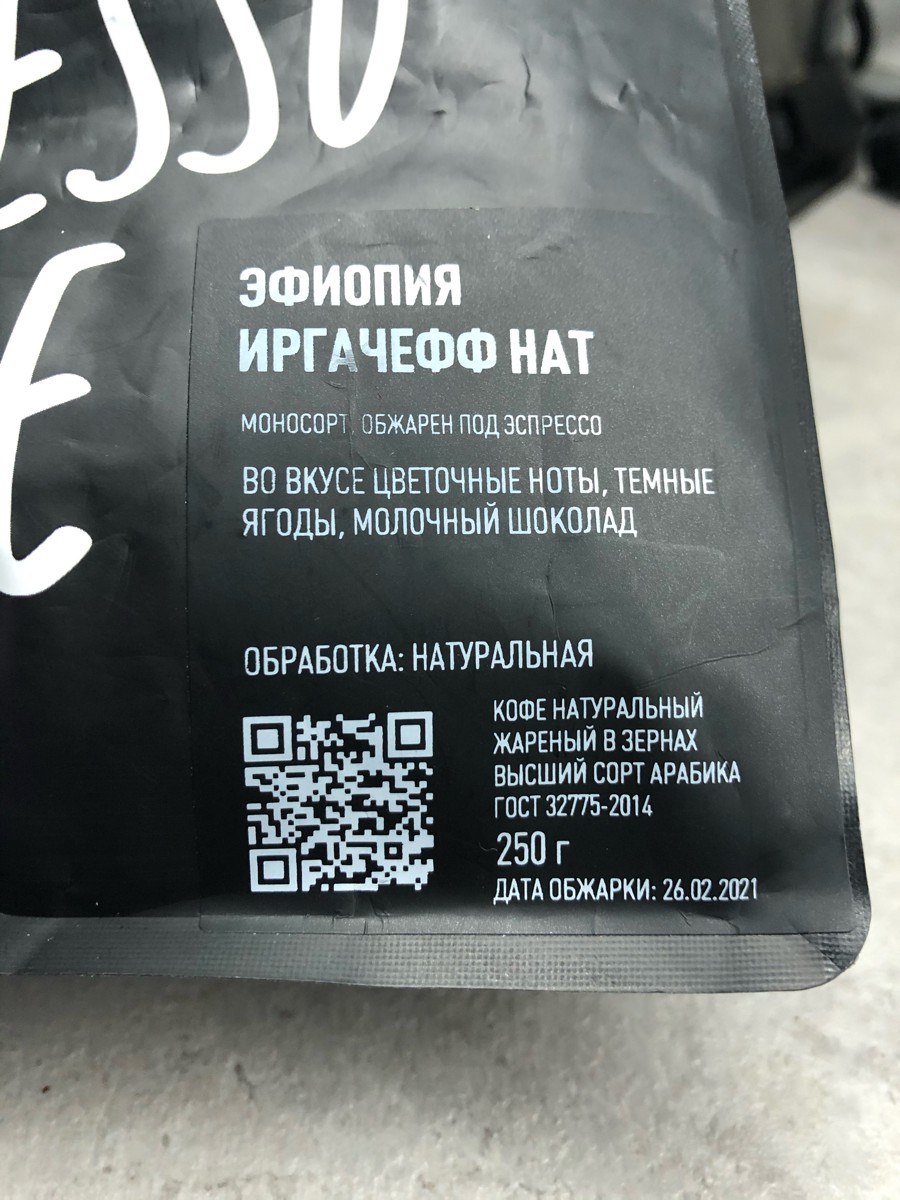 ЭФИОПИЯ
ИРГАЧЕФФ НАТ
МОНОСОРТ, ОБЖАРЕН ПОД ЭСПРЕССО
ВО ВКУСЕ ЦВЕТОЧНЫЕ НОТЫ, ТЕМНЫЕ
ЯГОДЫ, МОЛОЧНЫЙ ШОКОЛАД
ОБРАБОТКА: НАТУРАЛЬНАЯ
КОФЕ НАТУРАЛЬНЫЙ
ЖАРЕНЫЙ В ЗЕРНАХ
ВЫСШИЙ СОРТ АРАБИКА
ГОСТ 32775-2014
250 г
ДАТА ОБЖАРКИ: 26.02.2021